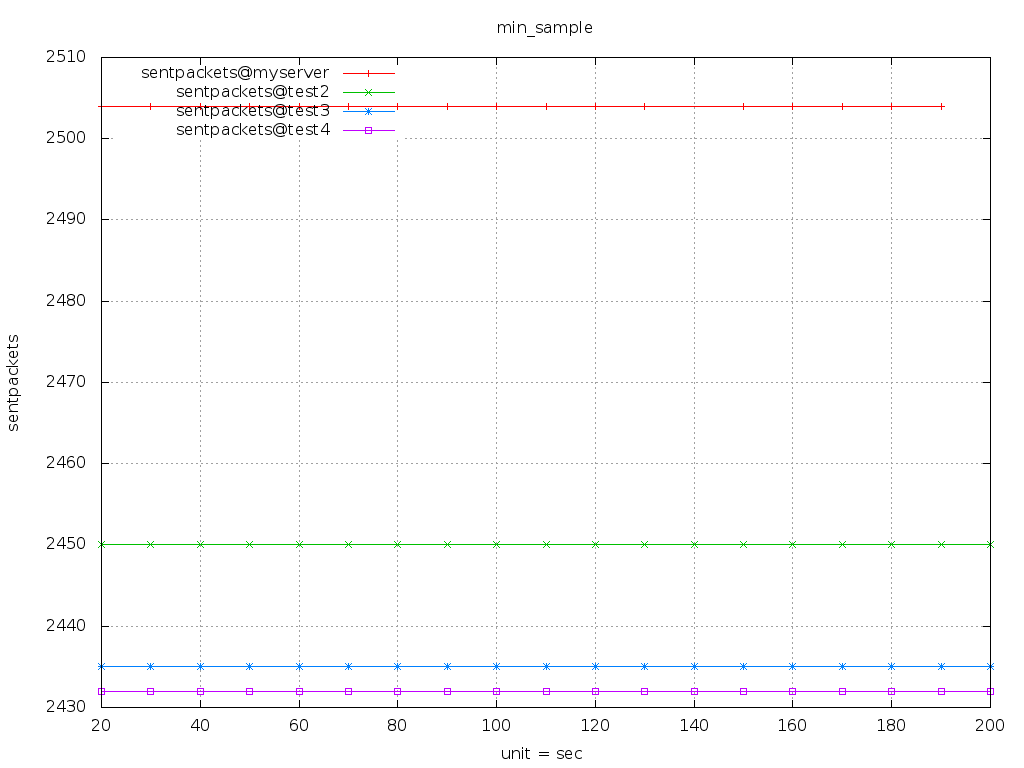 min_sample
2510
sentpackets@myserver
sentpackets@test2
sentpackets@test3
sentpackets@test4
2500
2490
2480
2470
2460
2450
2440
2430
sentpackets
20 40 60 80 100 120 140 160 180 200
unit = sec